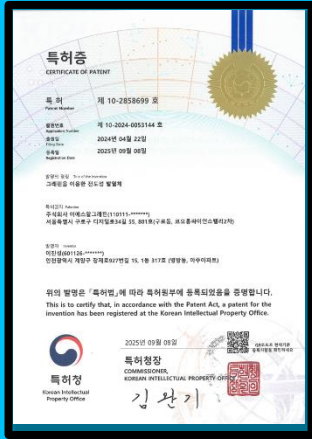 특허증
CERTIFICATE OF PATENT
특 허 제 10-2858699 호
Patent Number
출원번호 제 10-2024-0053144 호
Application Number
출원일 2024년 04월 22일
Filing Date
등록일 2025년 09월 08일
Registration Date
발명의 명칭 Title of the Invention
그래핀을 이용한 전도성 발열체
특허권자 Patentee
주식회사 이에스알그래핀(110111-*******)
서울특별시 구로구 디지털로34길 55, 801호(구로동, 코오롱싸이언스밸리2차)
발명자 Inventor
이진성(601126-*******)
인천광역시 계양구 장제로927번길 15, 1동 317호
위의 발명은 「특허법」에 따라 특허원부에 등록되었음을 증명합니다.
This is to certify that, in accordance with the Patent Act, a patent for the
invention has been registered at the Korean Intellectual Property Office.
2025년 09월 08일
특허청장
COMMISSIONER,
KOREAN INTELLECTUAL PROPERTY OFFICE
김완기
특허청
Korean Intellectual
Property Office